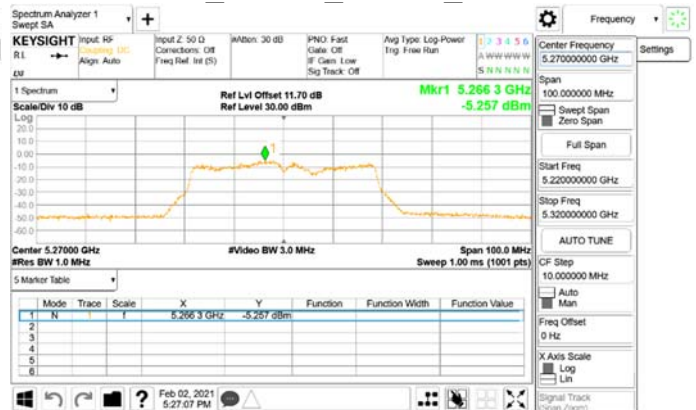 Spectrum Analyzer 1
Swept SA
+
Frequency
KEYSIGHT
Input: RF
Coupling: DC
Align: Auto
Input Z: 50 Ω
Corrections: Off
Freq Ref: Int (S)
#Atten: 30 dB
PNO: Fast
Gate: Off
IF Gain: Low
Sig Track: Off
Avg Type: Log-Power
Trig: Free Run
1 2 3 4 5 6
A W W W W W
S N N N N N
Center Frequency
5.270000000 GHz
Settings
Span
100.000000 MHz
Swept Span
Zero Span
Full Span
Start Freq
5.220000000 GHz
Stop Freq
5.320000000 GHz
AUTO TUNE
CF Step
10.000000 MHz
Auto
Man
Freq Offset
0 Hz
X Axis Scale
Log
Lin
Signal Track
(Span Zoom)
1 Spectrum
Scale/Div 10 dB
Ref Lvl Offset 11.70 dB
Ref Level 30.00 dBm
Mkr1 5.266 3 GHz
-5.257 dBm
Log
20.0
10.0
0.00
-10.0
-20.0
-30.0
-40.0
-50.0
-60.0
1
Center 5.27000 GHz
#Res BW 1.0 MHz
#Video BW 3.0 MHz
Span 100.0 MHz
Sweep 1.00 ms (1001 pts)
5 Marker Table
Mode Trace Scale X Y Function Function Width Function Value
1 N 1 f 5.266 3 GHz -5.257 dBm
2
3
4
5
6
?
Feb 02, 2021
5:27:07 PM